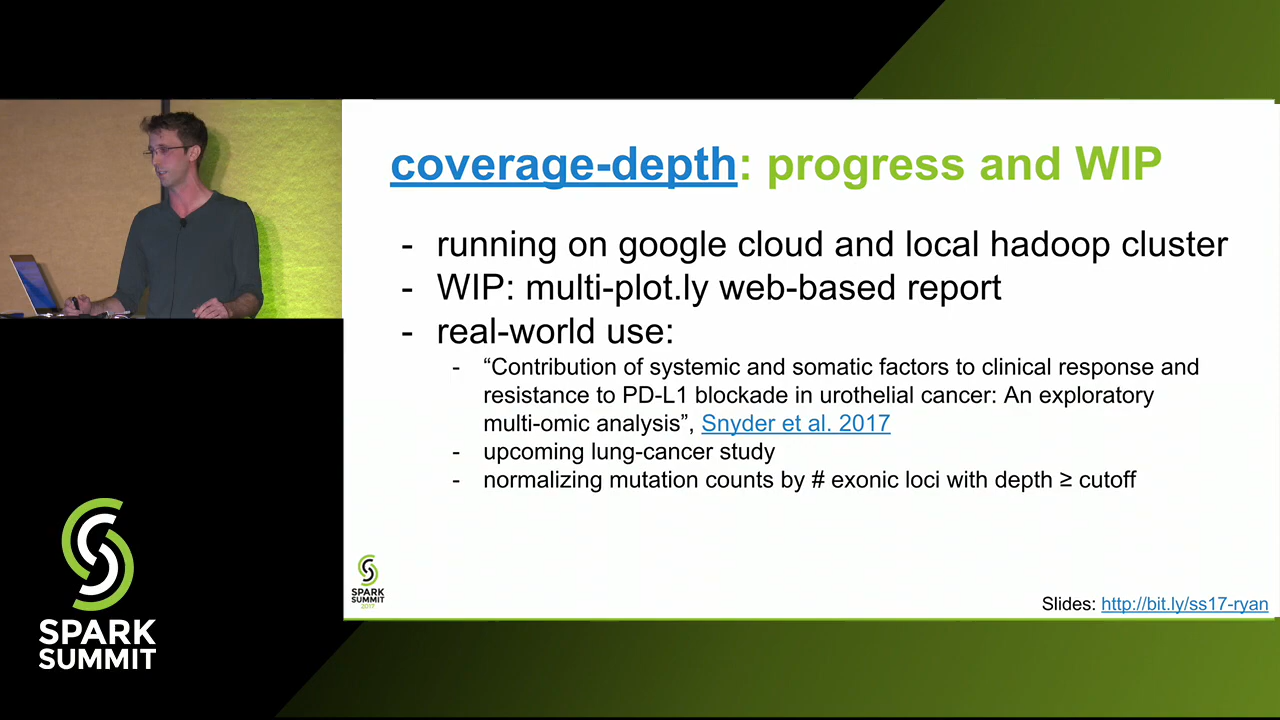 coverage-depth: progress and WIP
- running on google cloud and local hadoop cluster
- WIP: multi-plot.ly web-based report
- real-world use:
- “Contribution of systemic and somatic factors to clinical response and
resistance to PD-L1 blockade in urothelial cancer: An exploratory
multi-omic analysis”, Snyder et al. 2017
- upcoming lung-cancer study
- normalizing mutation counts by # exonic loci with depth ≥ cutoff
SPARK
SUMMIT
2017
Slides: http://bit.ly/ss17-ryan
SPARK
SUMMIT